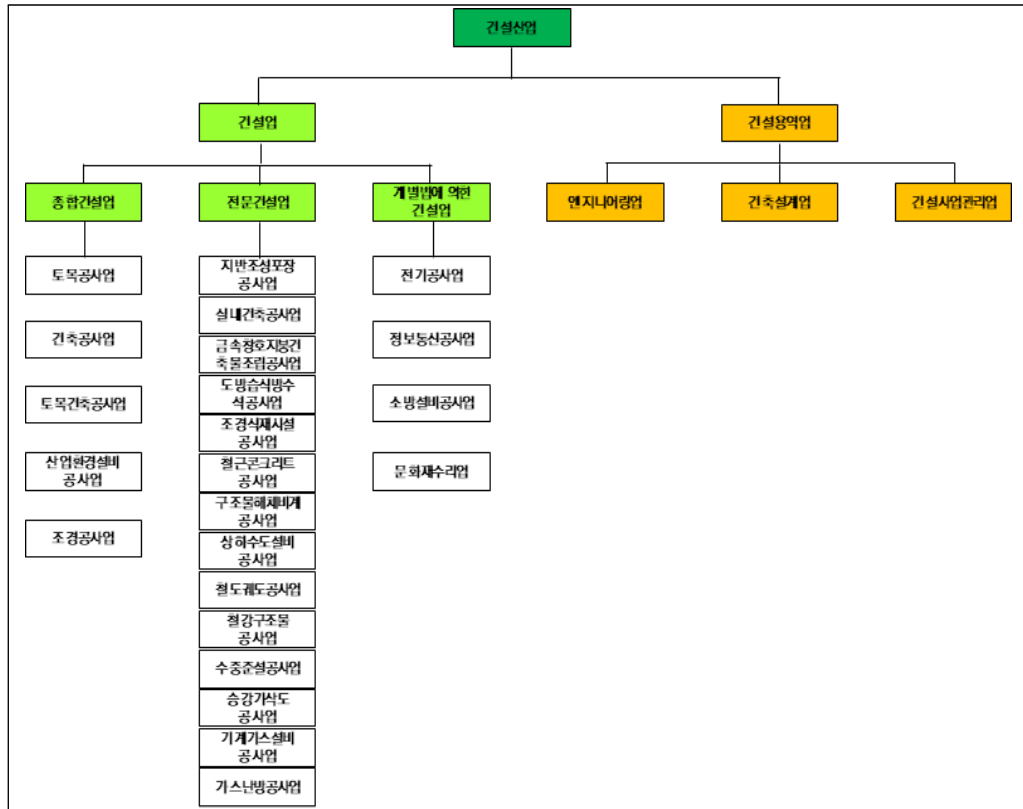 건설산업
건설업
건설용역업
종합건설업
전문건설업
개별법에 의한
건설업
엔지니어링업
건축설계업
건설사업관리업
토목공사업
건축공사업
토목건축공사업
산업환경설비
공사업
조경공사업
지반조성포장
공사업
실내건축공사업
금속창호지붕건
축물조립공사업
도방습식방수
석공사업
조경식재시설
공사업
철근콘크리트
공사업
구조물해체비계
공사업
상하수도설비
공사업
철도궤도공사업
철강구조물
공사업
수중준설공사업
승강기삭도
공사업
기계가스설비
공사업
가스난방공사업
전기공사업
정보통신공사업
소방설비공사업
문화재수리업